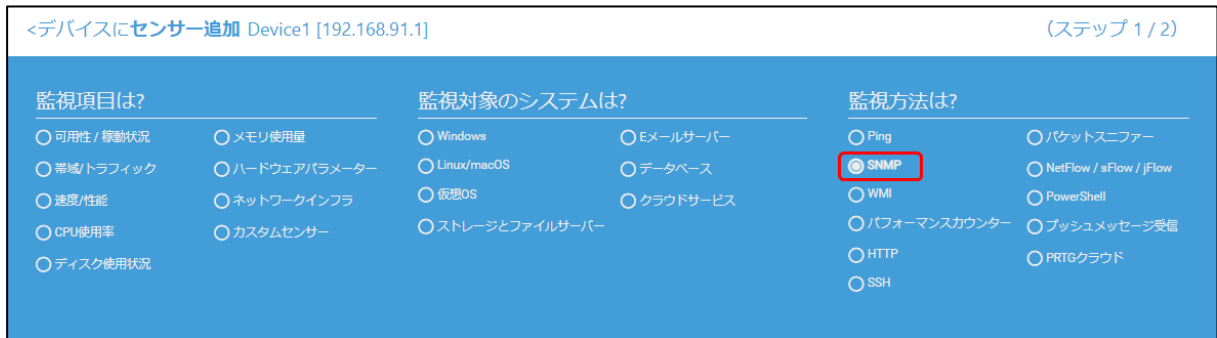 <デバイスにセンサー追加 Device1 [192.168.91.1]
(ステップ 1 / 2)
監視項目は?
可用性 / 稼動状況
メモリ使用量
帯域/トラフィック
ハードウェアパラメーター
速度/性能
ネットワークインフラ
CPU使用率
カスタムセンサー
ディスク使用状況
監視対象のシステムは?
Windows
Eメールサーバー
Linux/macOS
データベース
仮想OS
クラウドサービス
ストレージとファイルサーバー
監視方法は?
Ping
パケットスニファー
SNMP
NetFlow / sFlow / jFlow
WMI
PowerShell
パフォーマンスカウンター
プッシュメッセージ受信
HTTP
PRTGクラウド
SSH